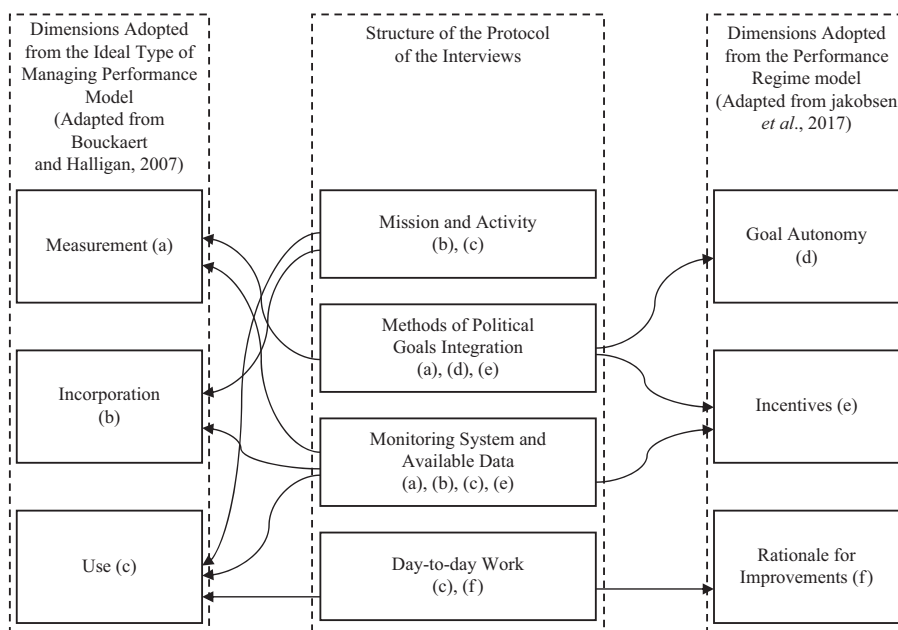 Dimensions Adopted
from the Ideal Type of
Managing Performance
Model
(Adapted from
Bouckaert
and Halligan, 2007)
Measurement (a)
Incorporation
(b)
Use (c)
Structure of the Protocol
of the Interviews
Mission and Activity
(b), (c)
Methods of Political
Goals Integration
(a), (d), (e)
Monitoring System and
Available Data
(a), (b), (c), (e)
Day-to-day Work
(c), (f)
Dimensions Adopted
from the Performance
Regime model
(Adapted from jakobsen
et al., 2017)
Goal Autonomy
(d)
Incentives (e)
Rationale for
Improvements (f)